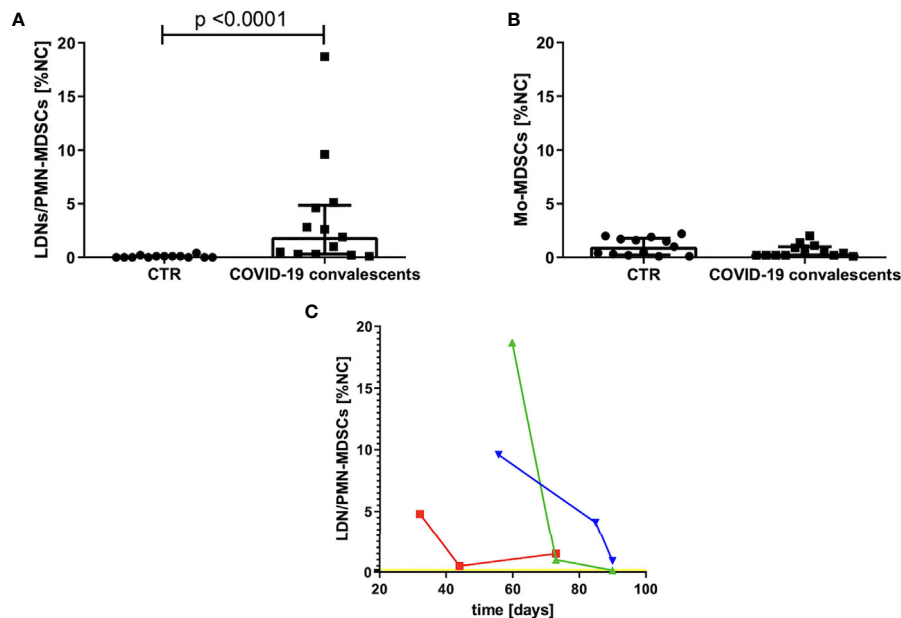 A
p <0.0001
LDNs/PMN-MDSCs [%NC]
20
15
10
5
0
CTR
COVID-19 convalescents
B
Mo-MDSCs [%NC]
20
15
10
5
0
CTR
COVID-19 convalescents
C
LDN/PMN-MDSCs [%NC]
20
15
10
5
0
20
40
60
80
100
time [days]